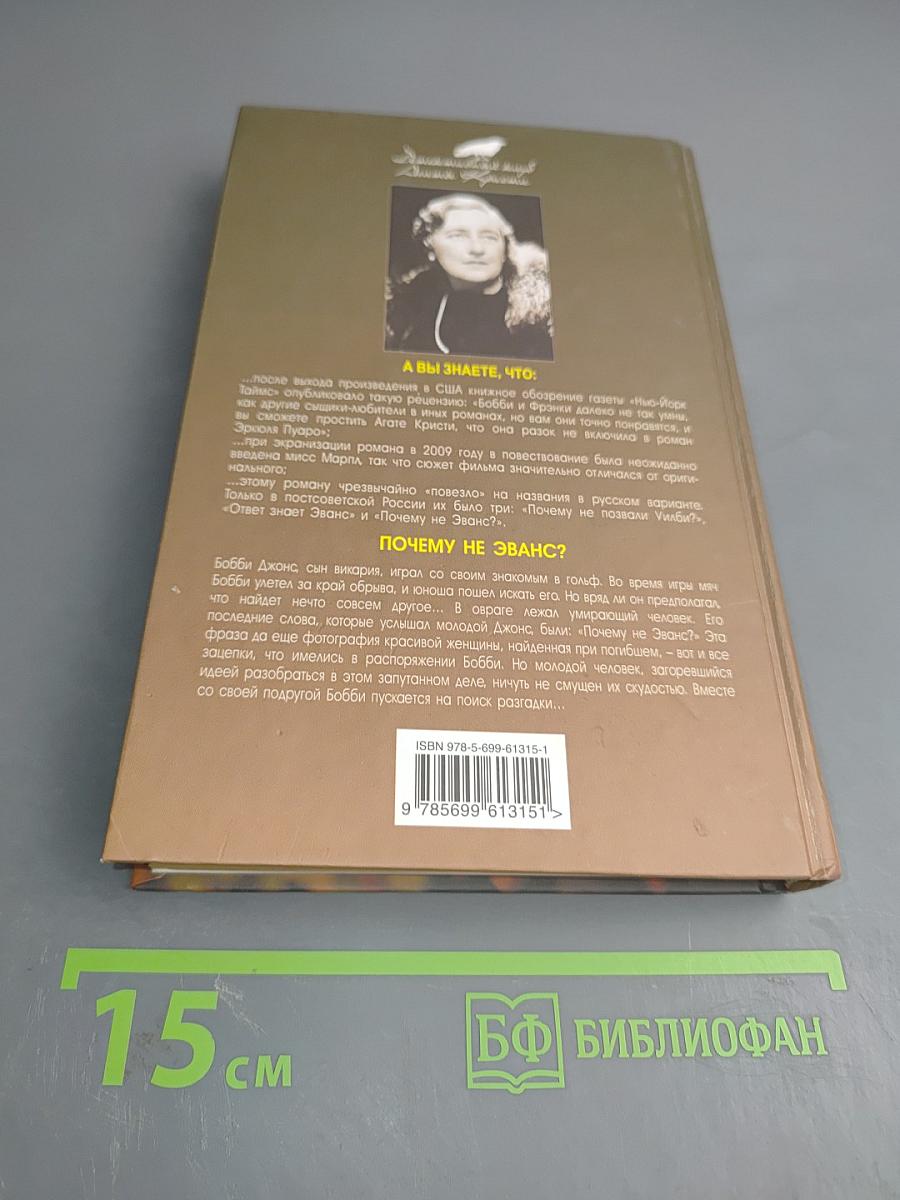 А ВЫ ЗНАЕТЕ, ЧТО:
...после выхода произведения в США книжное обозрение газеты «Нью-Йорк
Таймс» опубликовало такую рецензию: «Бобби и Фрэнки далеко не так умны,
как другие сыщики-любители в иных романах, но вам они точно понравятся, и
вы сможете простить Агате Кристи, что она разок не включила в роман
Эркюля Пуаро»;
...при экранизации романа в 2009 году в повествование была неожиданно
введена мисс Марпл, так что сюжет фильма значительно отличался от ориги-
нального;
...этому роману чрезвычайно «повезло» на названия в русском варианте.
Только в постсоветской России их было три: «Почему не позвали Уилби?»,
«Ответ знает Эванс» и «Почему не Эванс?».
ПОЧЕМУ НЕ ЭВАНС?
Бобби Джонс, сын викария, играл со своим знакомым в гольф. Во время игры мяч
Бобби улетел за край обрыва, и юноша пошел искать его. Но вряд ли он предполагал,
что найдет нечто совсем другое... В овраге лежал умирающий человек. Его
последние слова, которые услышал молодой Джонс, были: «Почему не Эванс?» Эта
фраза да еще фотография красивой женщины, найденная при погибшем, – вот и все
зацепки, что имелись в распоряжении Бобби. Но молодой человек, загоревшийся
идеей разобраться в этом запутанном деле, ничуть не смущен их скудостью. Вместе
со своей подругой Бобби пускается на поиск разгадки...
ISBN 978-5-699-61315-1
9 785699 613151 >
15 см
БФ БИБЛИОФАН